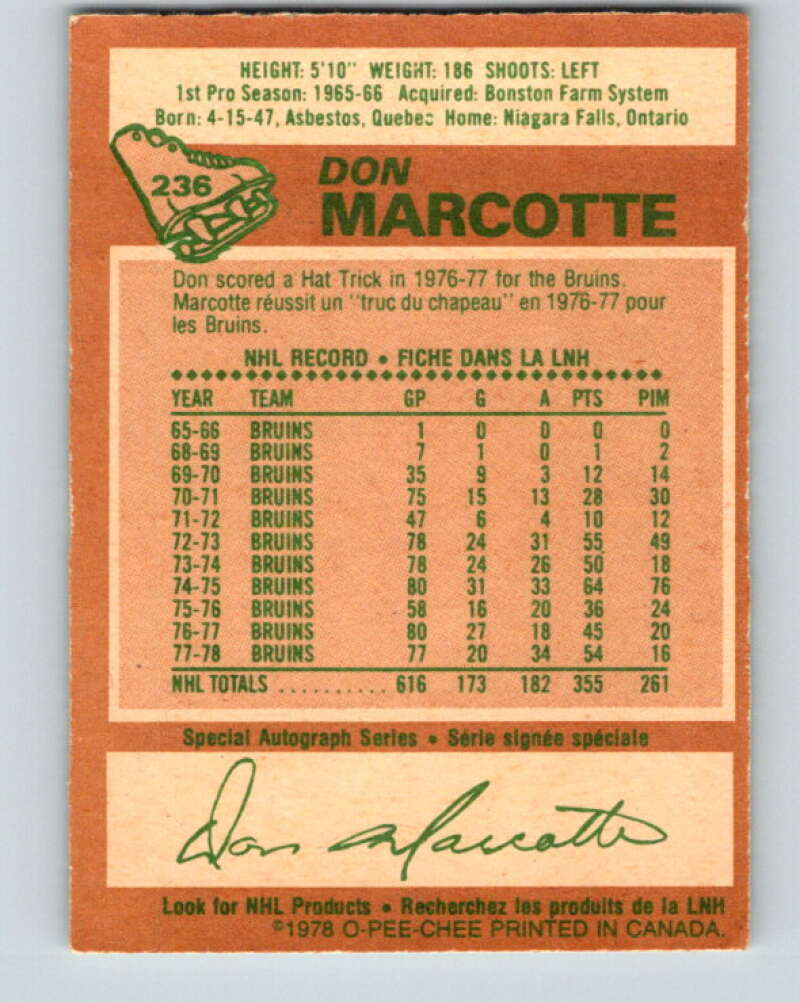 HEIGHT: 5'10" WEIGHT: 186 SHOOTS: LEFT
1st Pro Season: 1965-66 Acquired: Bonston Farm System
Born: 4-15-47, Asbestos, Quebec Home: Niagara Falls, Ontario
236
DON
MARCOTTE
Don scored a Hat Trick in 1976-77 for the Bruins.
Marcotte réussit un "truc du chapeau" en 1976-77 pour
les Bruins.
NHL RECORD • FICHE DANS LA LNH
YEAR TEAM GP G A PTS PIM
65-66 BRUINS 1 0 0 0 0
68-69 BRUINS 7 1 0 1 2
69-70 BRUINS 35 9 3 12 14
70-71 BRUINS 75 15 13 28 30
71-72 BRUINS 47 6 4 10 12
72-73 BRUINS 78 24 31 55 49
73-74 BRUINS 78 24 26 50 18
74-75 BRUINS 80 31 33 64 76
75-76 BRUINS 58 16 20 36 24
76-77 BRUINS 80 27 18 45 20
77-78 BRUINS 77 20 34 54 16
NHL TOTALS .......... 616 173 182 355 261
Special Autograph Series • Série signée spéciale
Don Marcotte
Look for NHL Products • Recherchez les produits de la LNH
©1978 O-PEE-CHEE PRINTED IN CANADA.